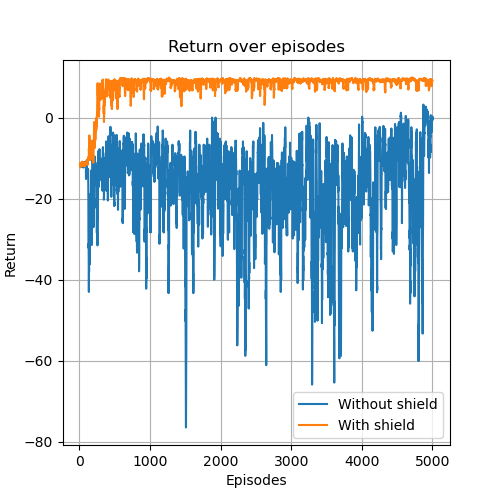 Return over episodes
0
−20
−40
−60
−80
Return
0
1000
2000
3000
4000
5000
Episodes
Without shield
With shield